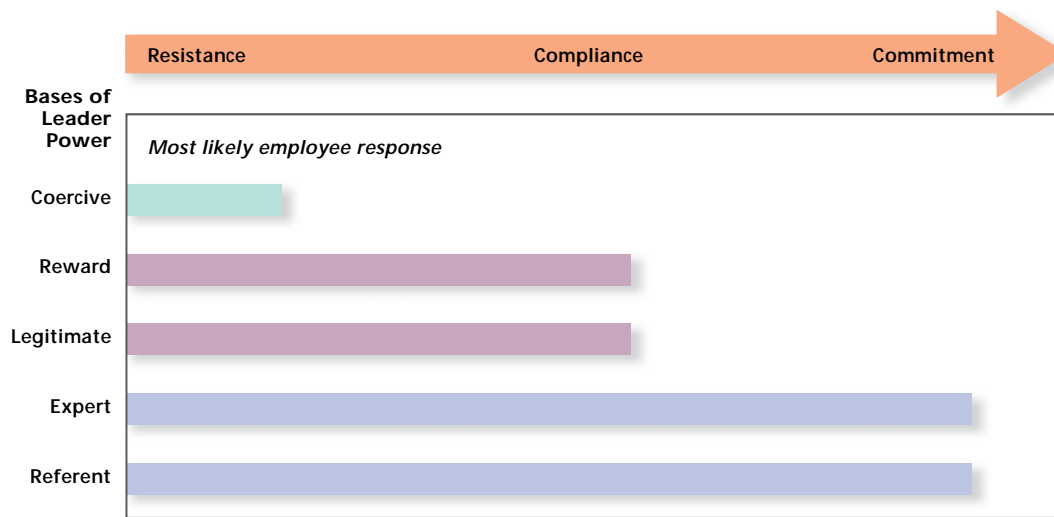 Resistance Compliance Commitment
Bases of
Leader
Power
Most likely employee response
Coercive
Reward
Legitimate
Expert
Referent